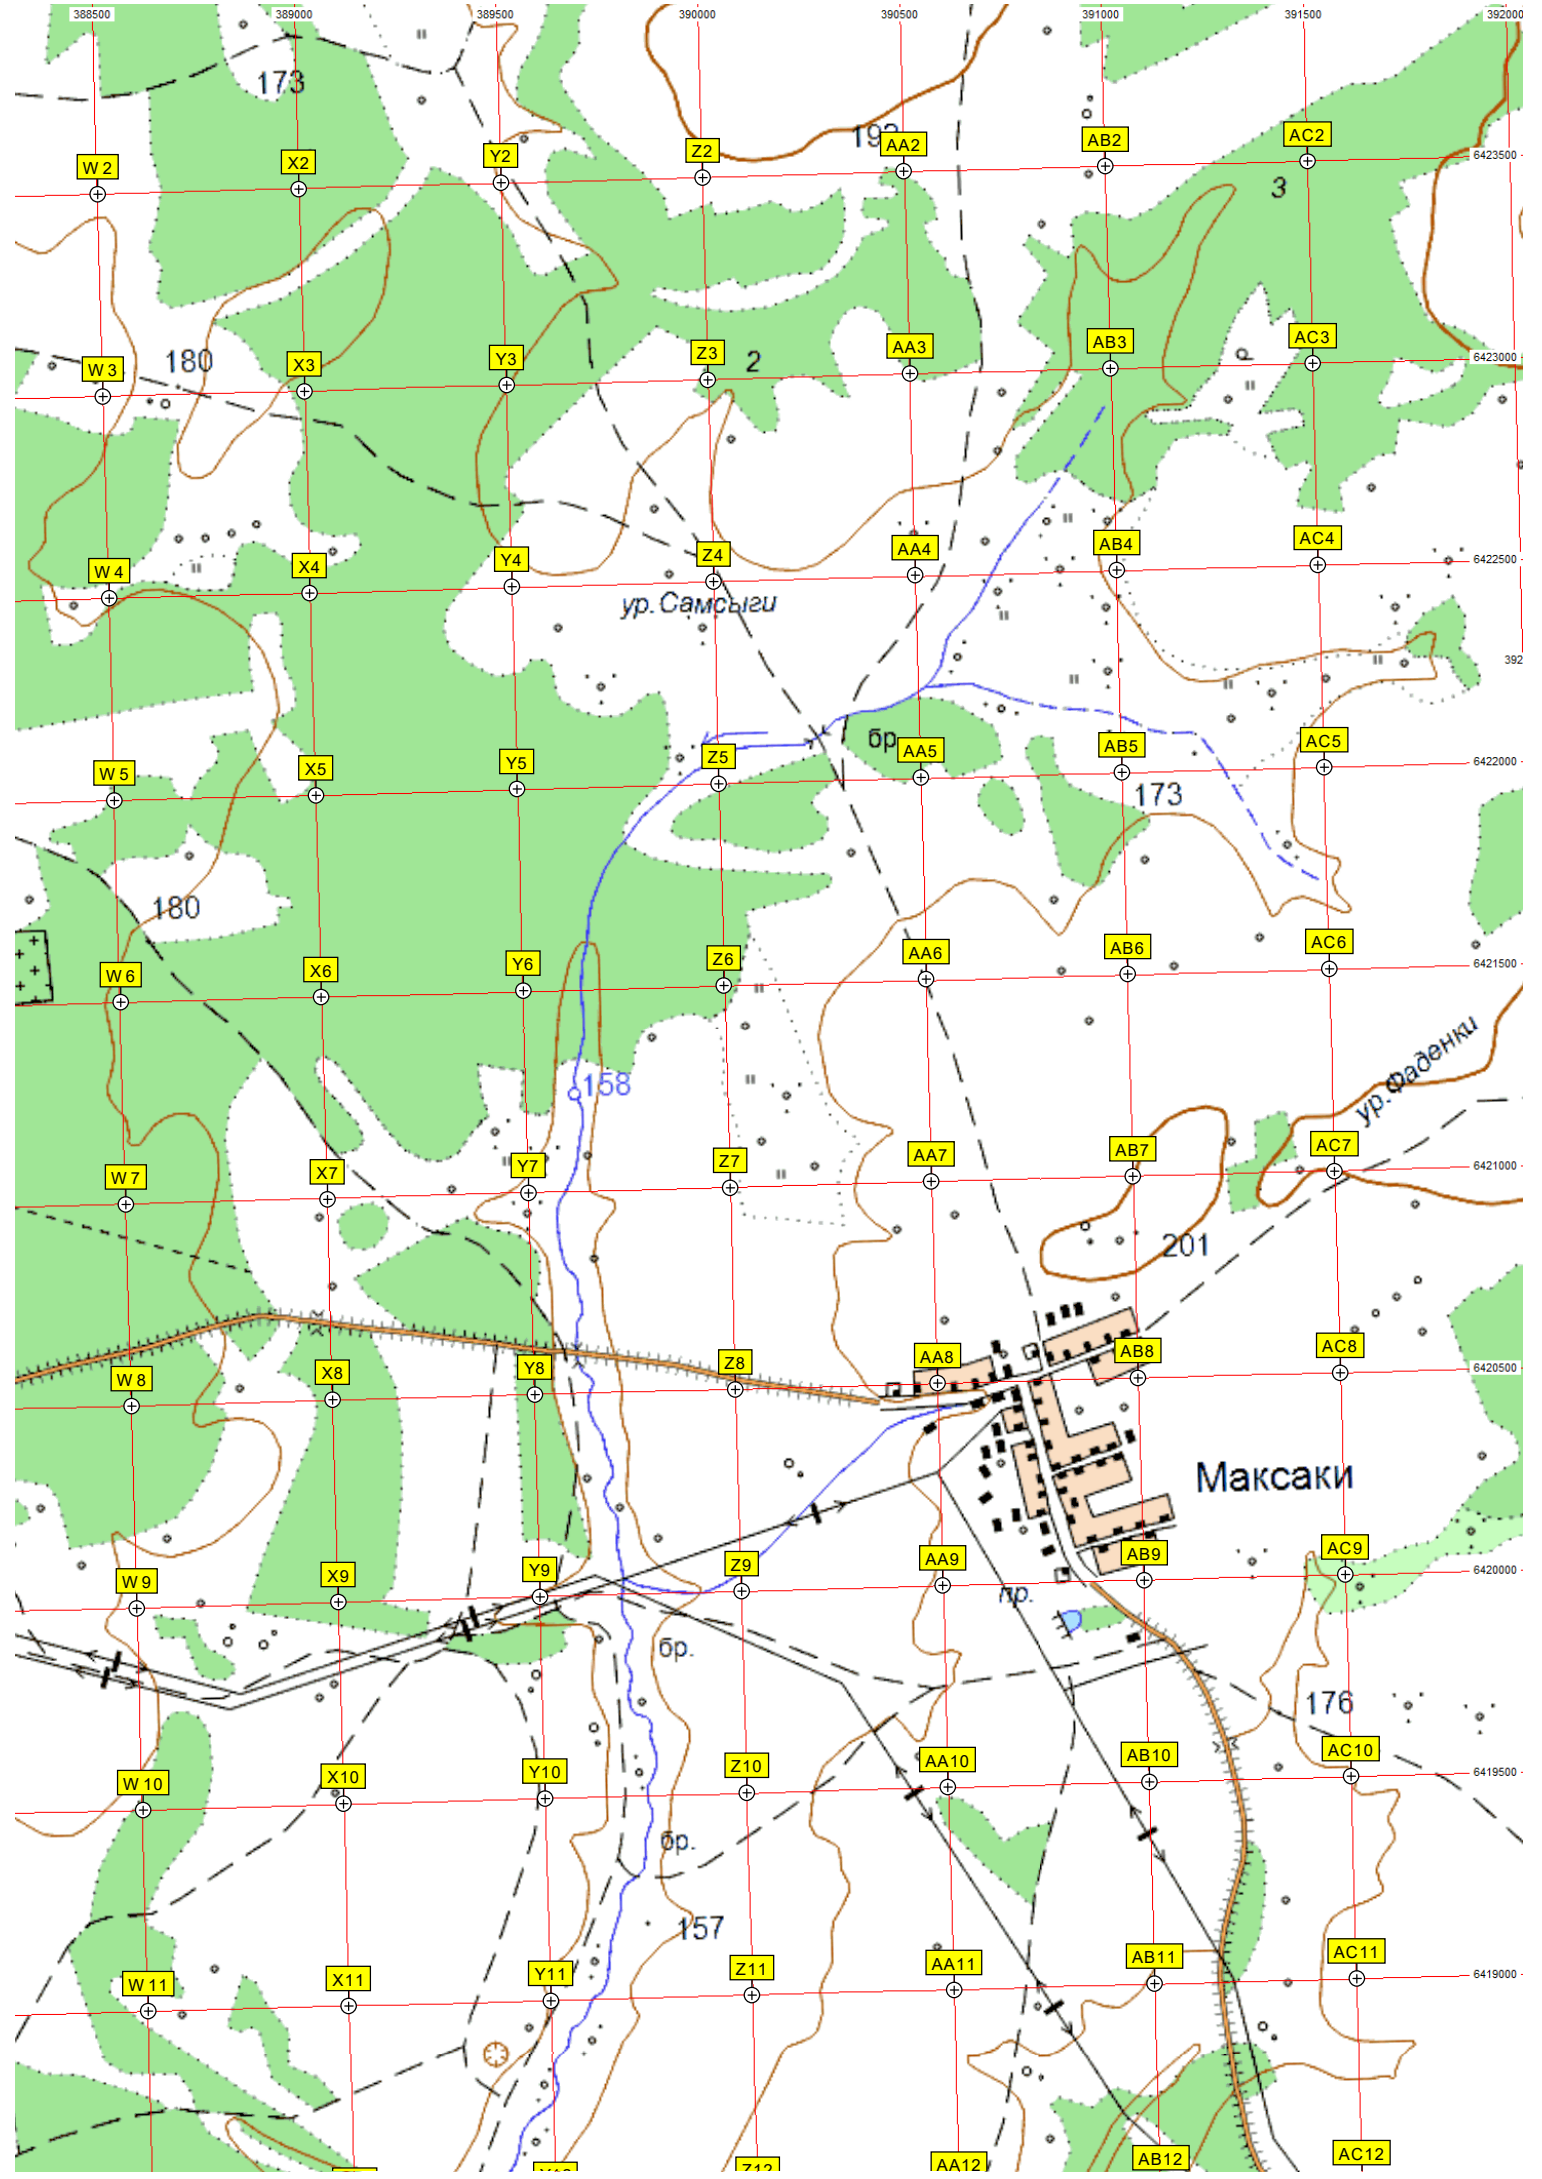 388500 389000 389500 390000 390500 391000 391500 392000
173
192
6423500
W 2 X2 Y2 Z2 AA2 AB2 AC2
3
180
2
6423000
W 3 X3 Y3 Z3 AA3 AB3 AC3
6422500
W 4 X4 Y4 Z4 AA4 AB4 AC4
ур. Самсыги
392
бр.
6422000
W 5 X5 Y5 Z5 AA5 AB5 AC5
173
180
6421500
W 6 X6 Y6 Z6 AA6 AB6 AC6
158
ур. Фаденки
6421000
W 7 X7 Y7 Z7 AA7 AB7 AC7
201
6420500
W 8 X8 Y8 Z8 AA8 AB8 AC8
Максаки
6420000
W 9 X9 Y9 Z9 AA9 AB9 AC9
пр.
бр.
176
6419500
W 10 X10 Y10 Z10 AA10 AB10 AC10
бр.
157
6419000
W 11 X11 Y11 Z11 AA11 AB11 AC11
Z12 AA12 AB12 AC12